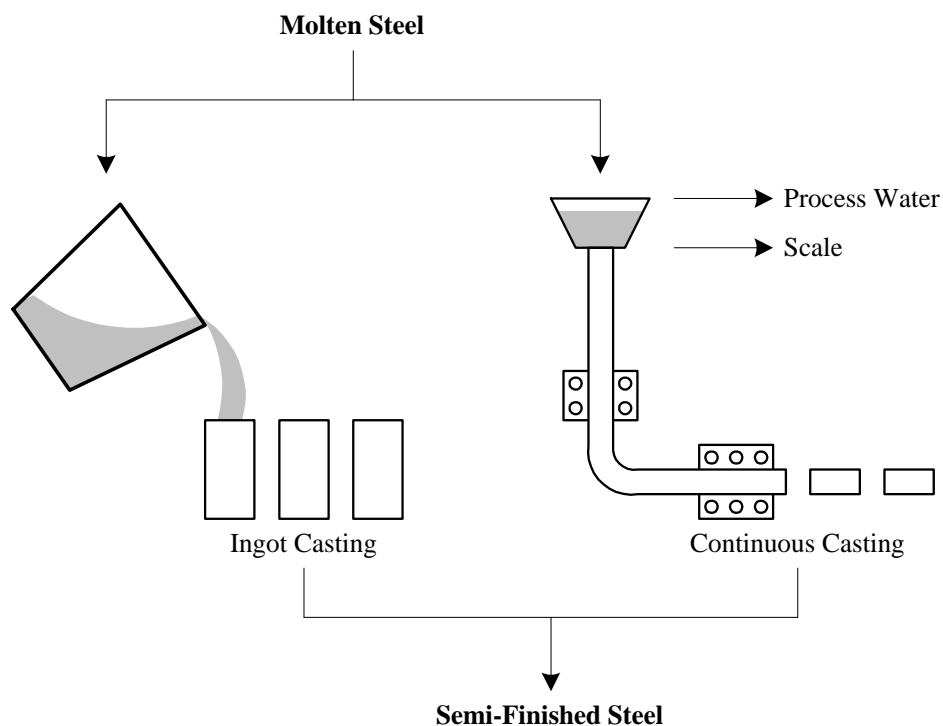 Molten Steel
Process Water
Scale
Ingot Casting
Continuous Casting
Semi-Finished Steel